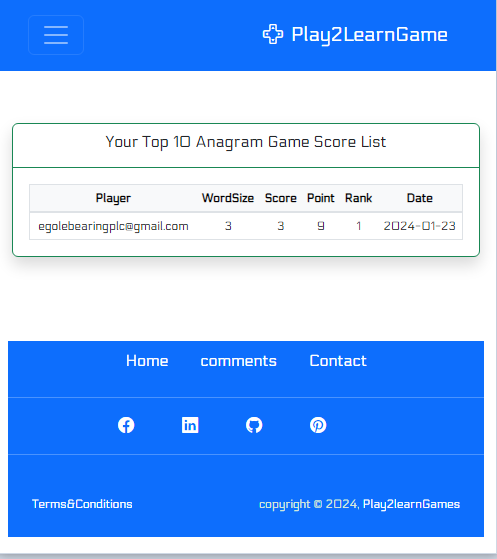 Play2LearnGame
Your Top 10 Anagram Game Score List
Player WordSize Score Point Rank Date
egolebearingplc@gmail.com 3 3 9 1 2024-01-23
Home comments Contact
Terms&Conditions copyright © 2024, Play2learnGames